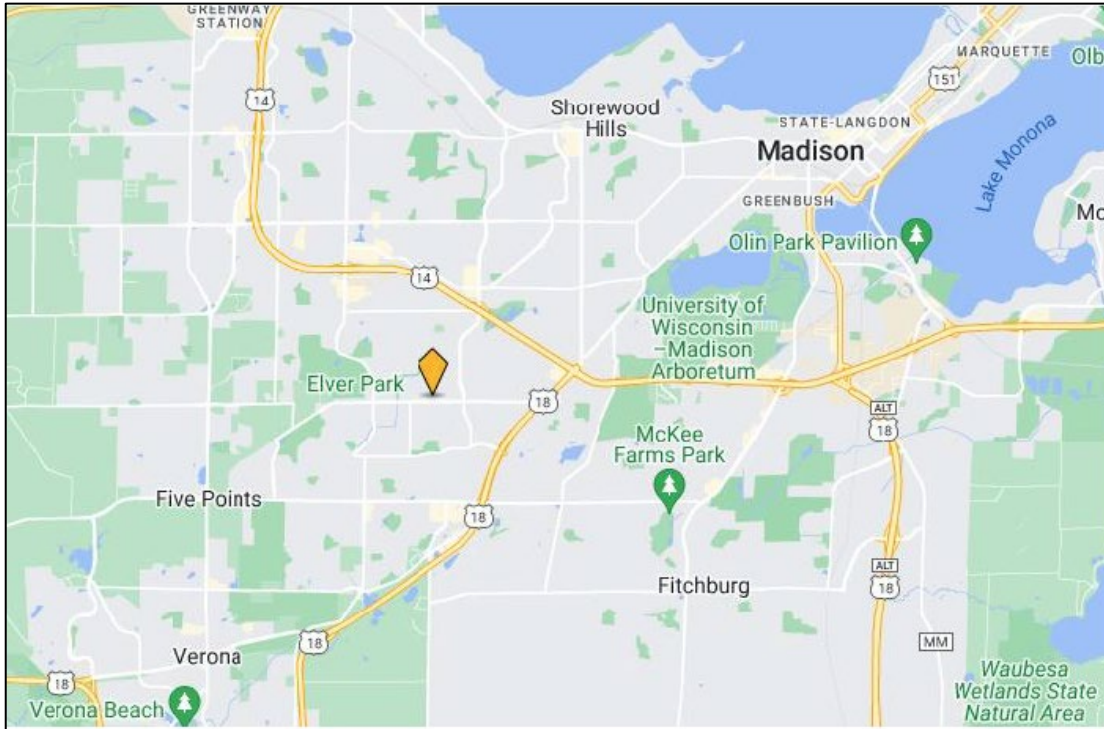 GREENWAY
STATION
MARQUETTE
151
14
Shorewood
Hills
STATE-LANGDON
Madison
Lake Monona
GREENBUSH
Olin Park Pavilion
14
University of
Wisconsin
–Madison
Arboretum
Elver Park
18
ALT
18
McKee
Farms Park
Five Points
18
ALT
18
Fitchburg
18
MM
Verona
18
Waubesa
Wetlands State
Natural Area
Verona Beach